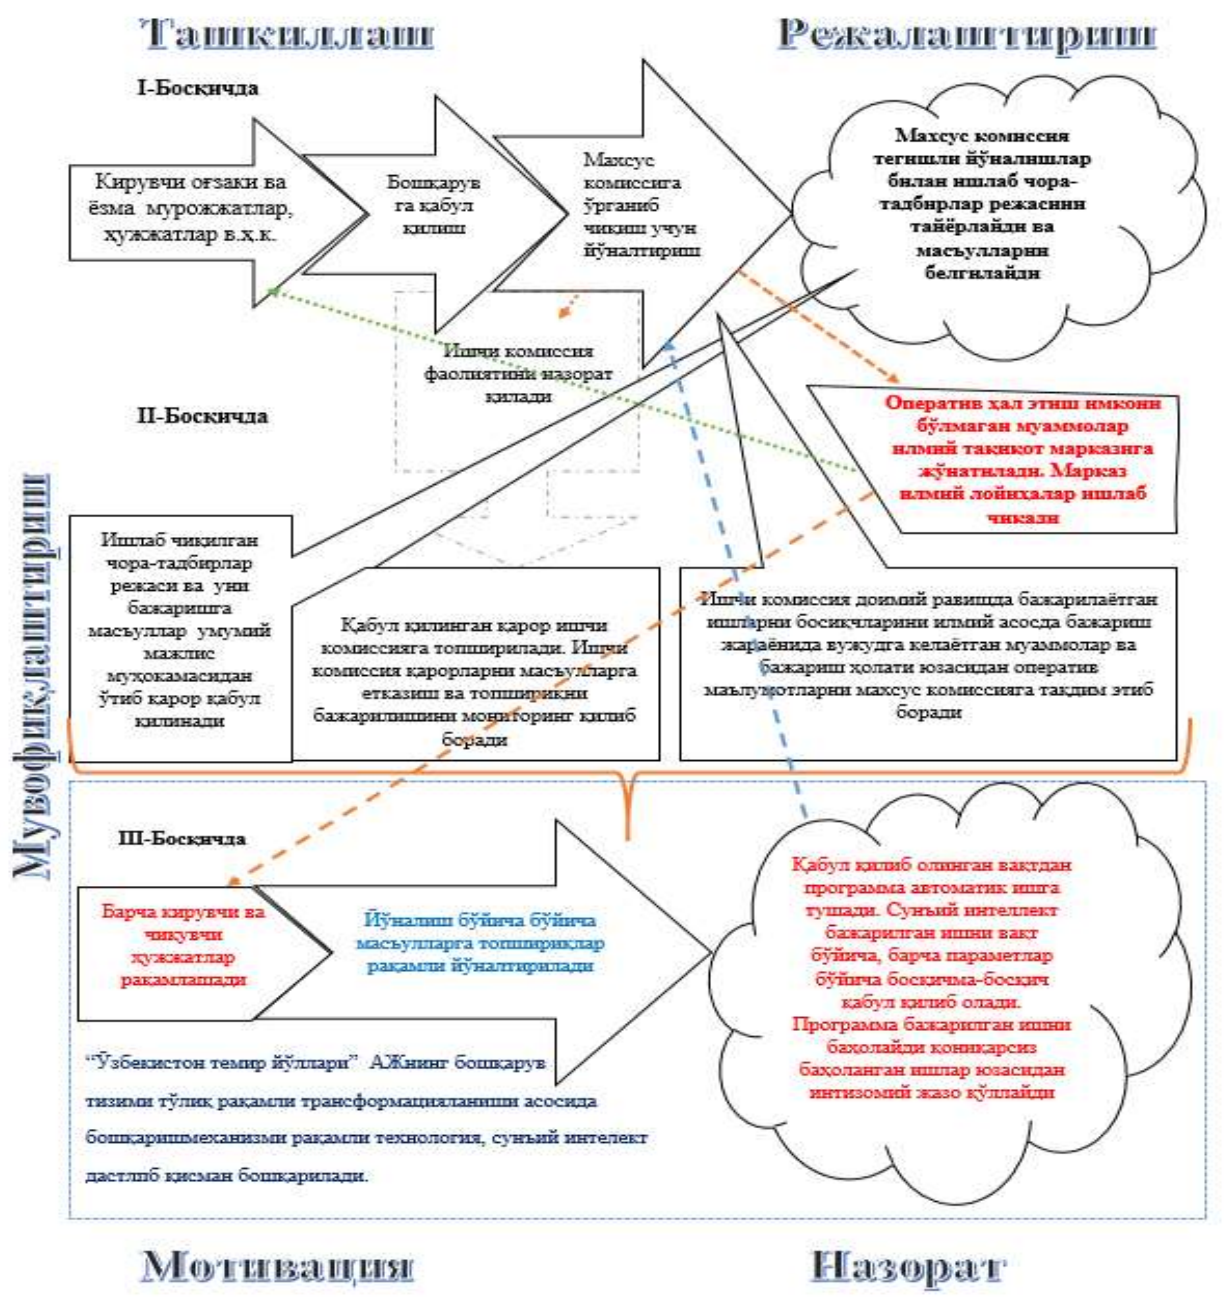 Ташкиллаш
Режалаштириш
I-Босқичда
Кирувчи оғзаки ва
ёзма мурожжатлар,
ҳужжатлар в.ҳ.к.
Бошқарув
га қабул
қилиш
Махсус
комиссига
ўрганиб
чиқиш учун
йўналтириш
Махсус комиссия
тегишли йўналишлар
билан ишлаб чора-
тадбирлар режасини
тайёрлайди ва
масъулларни
белгилайди
Ишчи комиссия
фаолиятини назорат
қилади
II-Босқичда
Оператив ҳал этиш имкони
бўлмаган муаммолар
илмий тақикот марказига
жўнатилади. Марказ
илмий лойиҳалар ишлаб
чикади
Мувофиқлаштириш
Ишлаб чиқилган
чора-тадбирлар
режаси ва уни
бажаришга
масъуллар умумий
мажлис
муҳокамасидан
ўтиб қарор қабул
қилинади
Қабул қилинган қарор ишчи
комиссияга топширилади. Ишчи
комиссия қарорларни масъулларга
етказиш ва топшириқни
бажарилишини мониторинг қилиб
боради
Ишчи комиссия доимий равишда бажарилаётган
ишларни босиқчларини илмий асосда бажариш
жараёнида вужудга келаётган муаммолар ва
бажариш ҳолати юзасидан оператив
маълумотларни махсус комиссияга тақдим этиб
боради
III-Босқичда
Барча кирувчи ва
чиқувчи
ҳужжатлар
рақамлашади
Йўналиш бўйича бўйича
масъулларга топшириқлар
рақамли йўналтирилади
Қабул қилиб олинган вақтдан
программа автоматик ишга
тушади. Сунъий интеллект
бажарилган ишни вақт
бўйича, барча параметлар
бўйича босқичма-босқич
қабул қилиб олади.
Программа бажарилган ишни
баҳолайди қониқарсиз
баҳоланган ишлар юзасидан
интизомий жазо қўллайди
“Ўзбекистон темир йўллари” АЖнинг бошқарув
тизими тўлиқ рақамли трансформацияланиши асосида
бошқаришмеханизми рақамли технология, сунъий интелект
дастлпб қисман бошқарилади.
Мотивация
Назорат